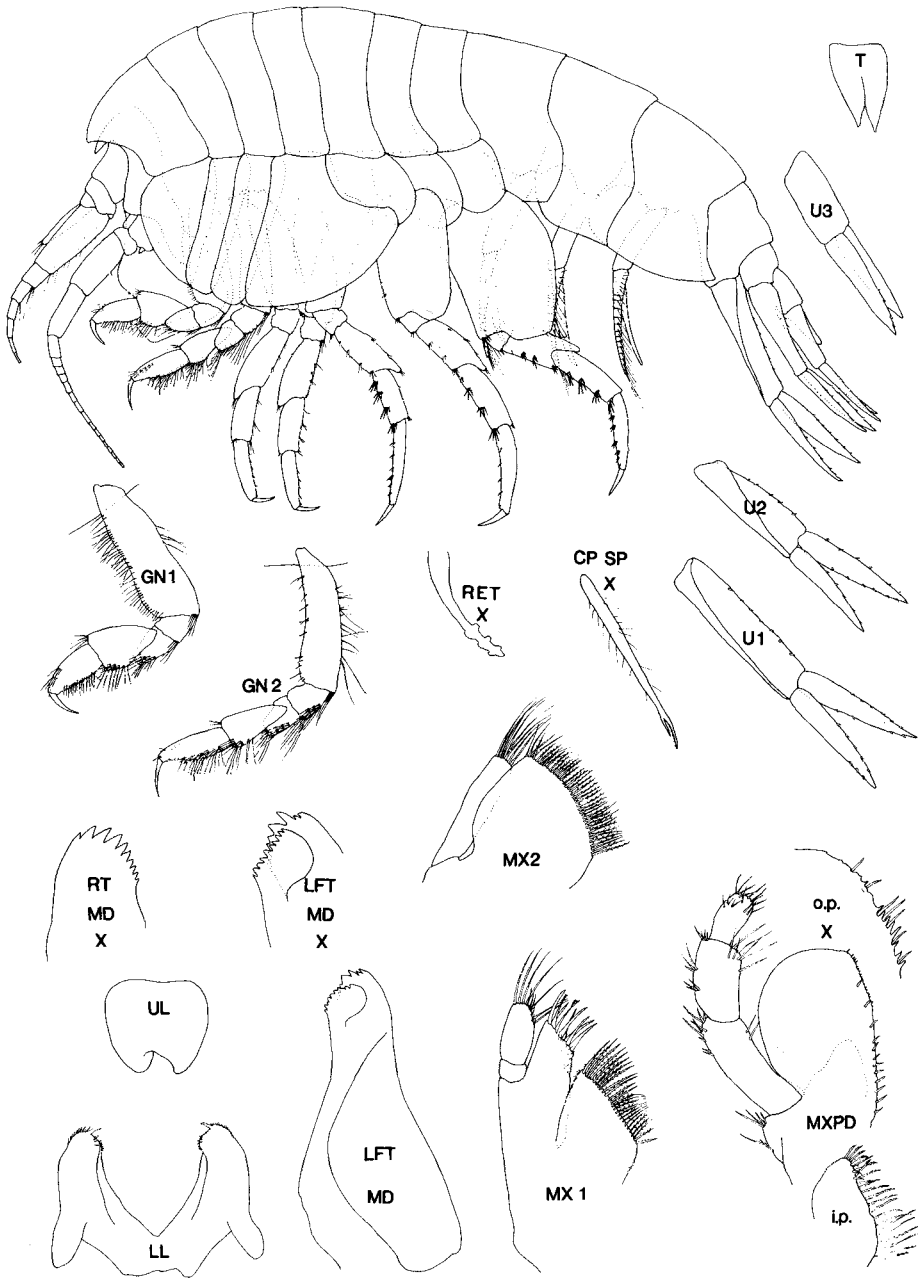 T
U3
U2
GN1
RET
X
CP SP
X
U1
GN2
MX2
RT
MD
X
LFT
MD
X
o.p.
X
UL
MXPD
LFT
MD
MX 1
i.p.
LL